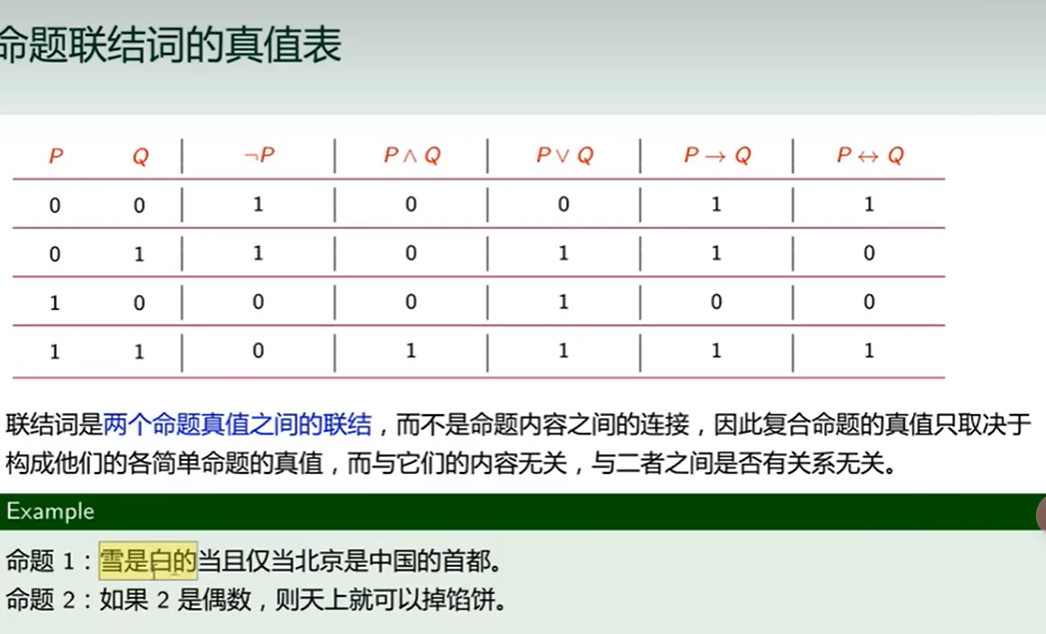 命题联结词的真值表
P Q ¬P P ∧ Q P ∨ Q P → Q P ↔ Q
0 0 1 0 0 1 1
0 1 1 0 1 1 0
1 0 0 0 1 0 0
1 1 0 1 1 1 1
联结词是两个命题真值之间的联结，而不是命题内容之间的连接，因此复合命题的真值只取决于
构成他们的各简单命题的真值，而与它们的内容无关，与二者之间是否有关系无关。
Example
命题 1：雪是白的当且仅当北京是中国的首都。
命题 2：如果 2 是偶数，则天上就可以掉馅饼。